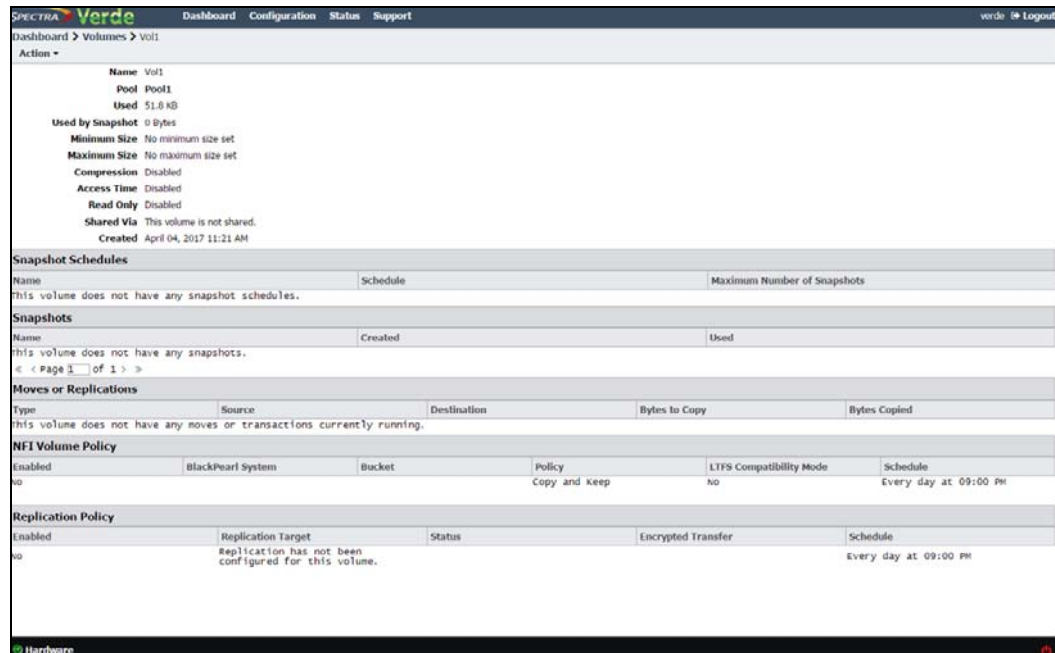 SPECTRA Verde Dashboard Configuration Status Support verde Logout
Dashboard > Volumes > Vol1
Action
Name Vol1
Pool Pool1
Used 51.8 KB
Used by Snapshot 0 Bytes
Minimum Size No minimum size set
Maximum Size No maximum size set
Compression Disabled
Access Time Disabled
Read Only Disabled
Shared Via This volume is not shared.
Created April 04, 2017 11:21 AM
Snapshot Schedules
Name Schedule Maximum Number of Snapshots
This volume does not have any snapshot schedules.
Snapshots
Name Created Used
This volume does not have any snapshots.
« < Page 1 of 1 > »
Moves or Replications
Type Source Destination Bytes to Copy Bytes Copied
This volume does not have any moves or transactions currently running.
NFI Volume Policy
Enabled BlackPearl System Bucket Policy LTFS Compatibility Mode Schedule
No Copy and Keep No Every day at 09:00 PM
Replication Policy
Enabled Replication Target Status Encrypted Transfer Schedule
No Replication has not been configured for this volume. Every day at 09:00 PM
Hardware